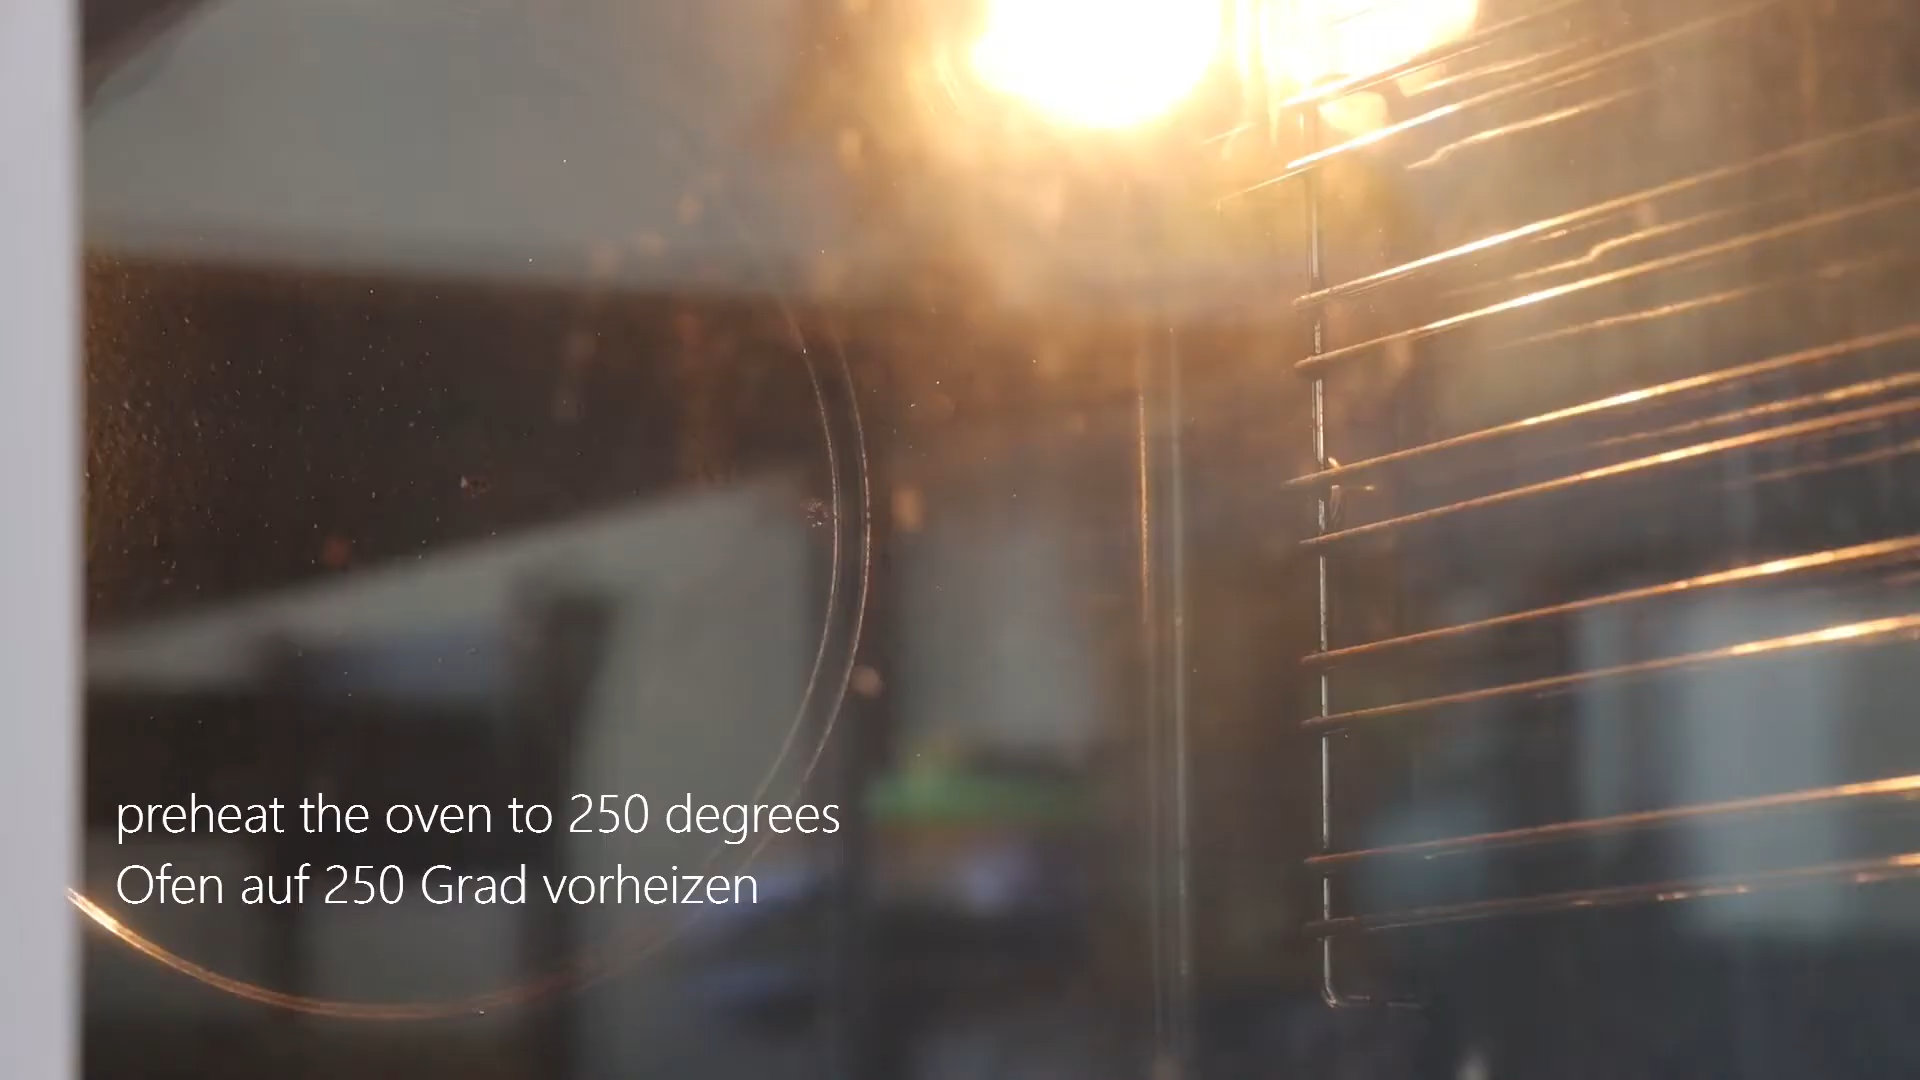 preheat the oven to 250 degrees
Ofen auf 250 Grad vorheizen